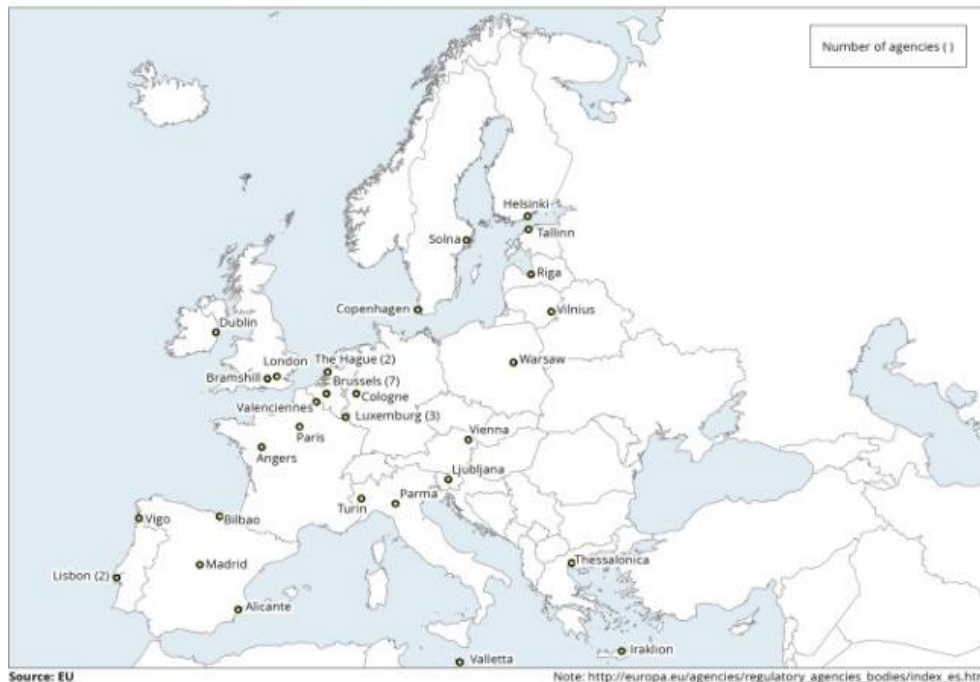 Number of agencies ( )
Helsinki
Tallinn
Solna
Riga
Copenhagen
Vilnius
Dublin
London
The Hague (2)
Warsaw
Bramshill
Brussels (7)
Cologne
Valenciennes
Luxemburg (3)
Paris
Vienna
Angers
Ljubljana
Parma
Turin
Vigo
Bilbao
Madrid
Thessalonica
Lisbon (2)
Alicante
Iraklion
Valletta
Source: EU
Note: http://europa.eu/agencies/regulatory_agencies_bodies/index_es.htm